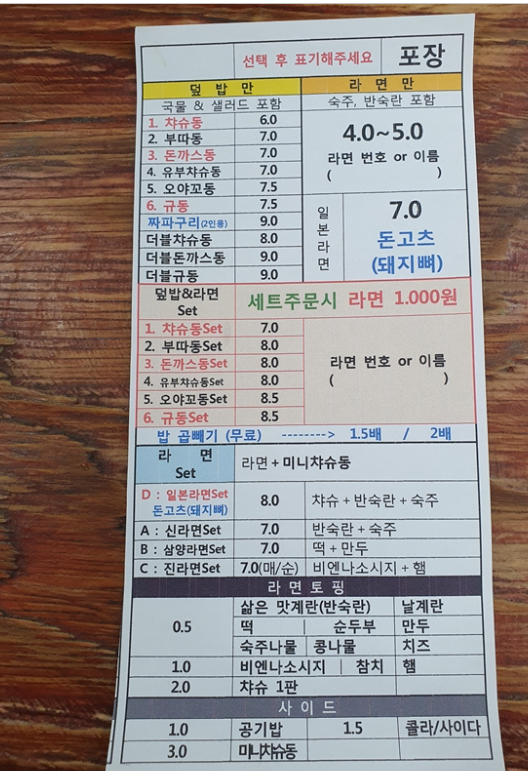 선택 후 표기해주세요 포장
덮밥만 라면만
국물 & 샐러드 포함 숙주, 반숙란 포함
1. 챠슈동 6.0
2. 부따동 7.0
3. 돈까스동 7.0
4. 유부챠슈동 7.0
5. 오야꼬동 7.5
6. 규동 7.5
짜파구리(2인용) 9.0
더블챠슈동 8.0
더블돈까스동 9.0
더블규동 9.0
4.0~5.0
라면 번호 or 이름
( )
일본라면
7.0
돈고츠
(돼지뼈)
덮밥&라면
Set
세트주문시 라면 1.000원
1. 챠슈동Set 7.0
2. 부따동Set 8.0
3. 돈까스동Set 8.0
4. 유부챠슈동Set 8.0
5. 오야꼬동Set 8.5
6. 규동Set 8.5
라면 번호 or 이름
( )
밥 곱빼기 (무료) --------> 1.5배 / 2배
라 면
Set
라면+미니챠슈동
D : 일본라면Set
돈고츠(돼지뼈)
8.0 챠슈+반숙란+숙주
A : 신라면Set 7.0 반숙란+숙주
B : 삼양라면Set 7.0 떡+만두
C : 진라면Set 7.0(매/순) 비엔나소시지+햄
라면토핑
0.5
삶은 맛계란(반숙란) 날계란
떡 | 순두부 만두
숙주나물 | 콩나물 치즈
1.0 비엔나소시지 | 참치 햄
2.0 챠슈 1판
사이드
1.0 공기밥 1.5 콜라/사이다
3.0 미니챠슈동